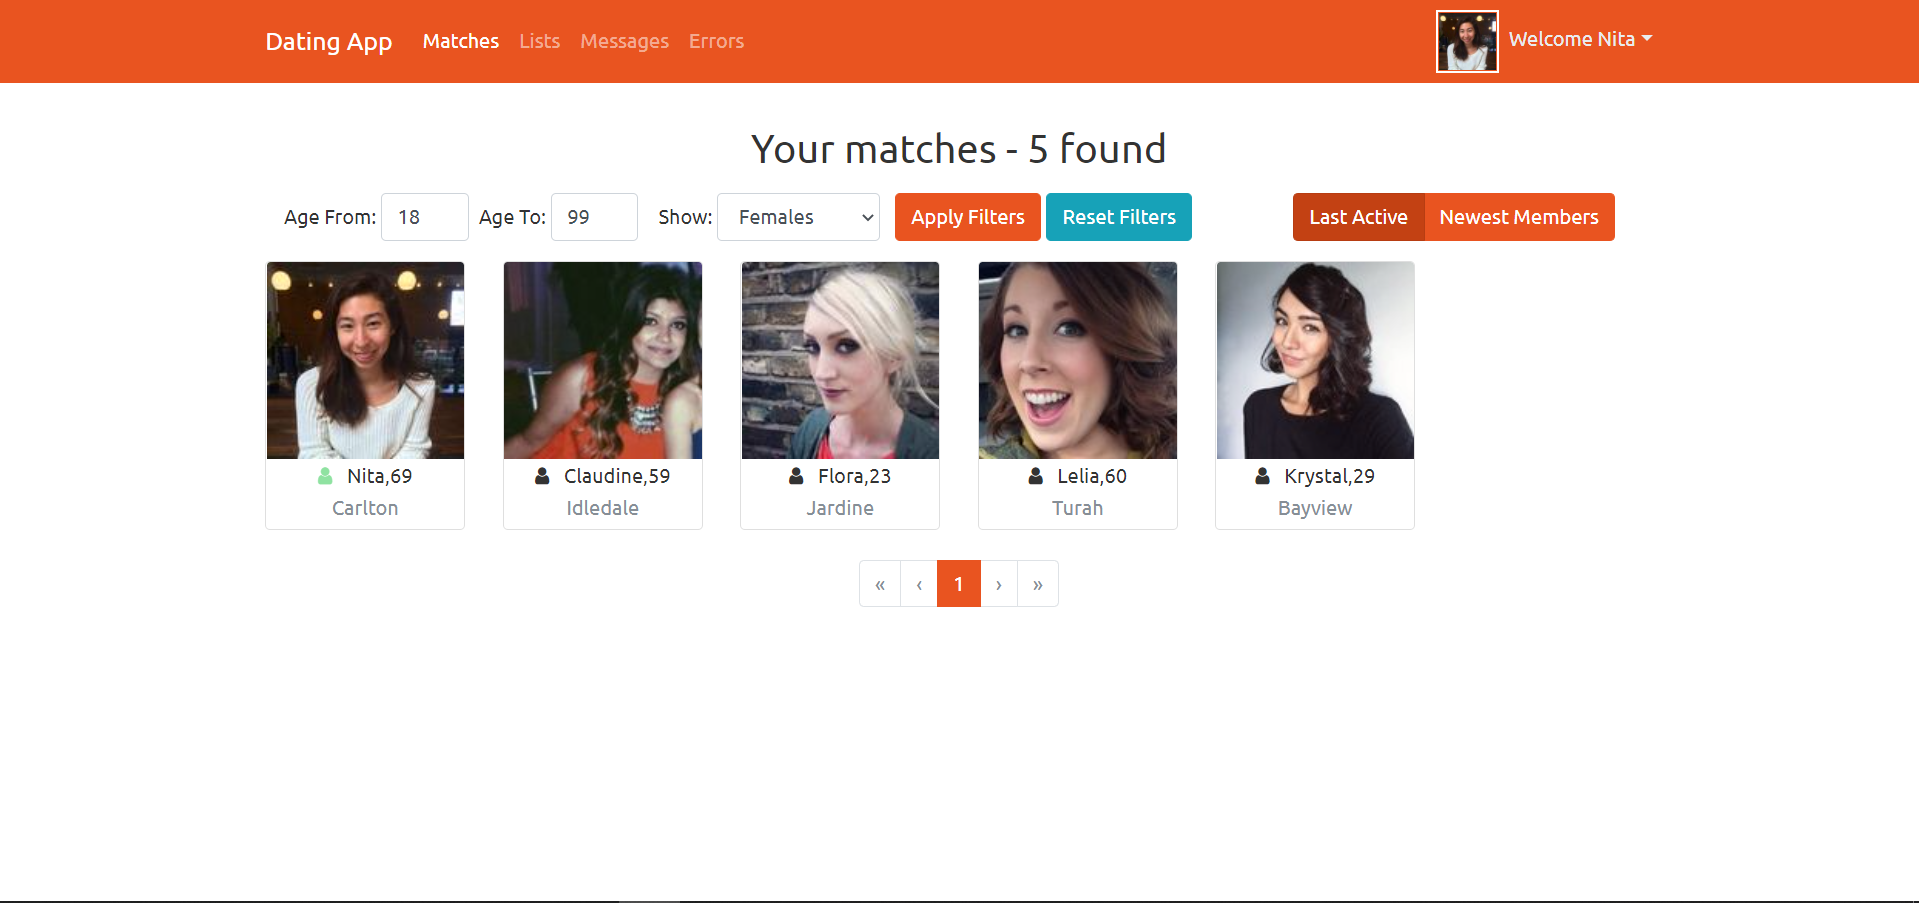 Dating App Matches Lists Messages Errors Welcome Nita
Your matches - 5 found
Age From: 18 Age To: 99 Show: Females Apply Filters Reset Filters Last Active Newest Members
Nita,69 Claudine,59 Flora,23 Lelia,60 Krystal,29
Carlton Idledale Jardine Turah Bayview
« ‹ 1 › »